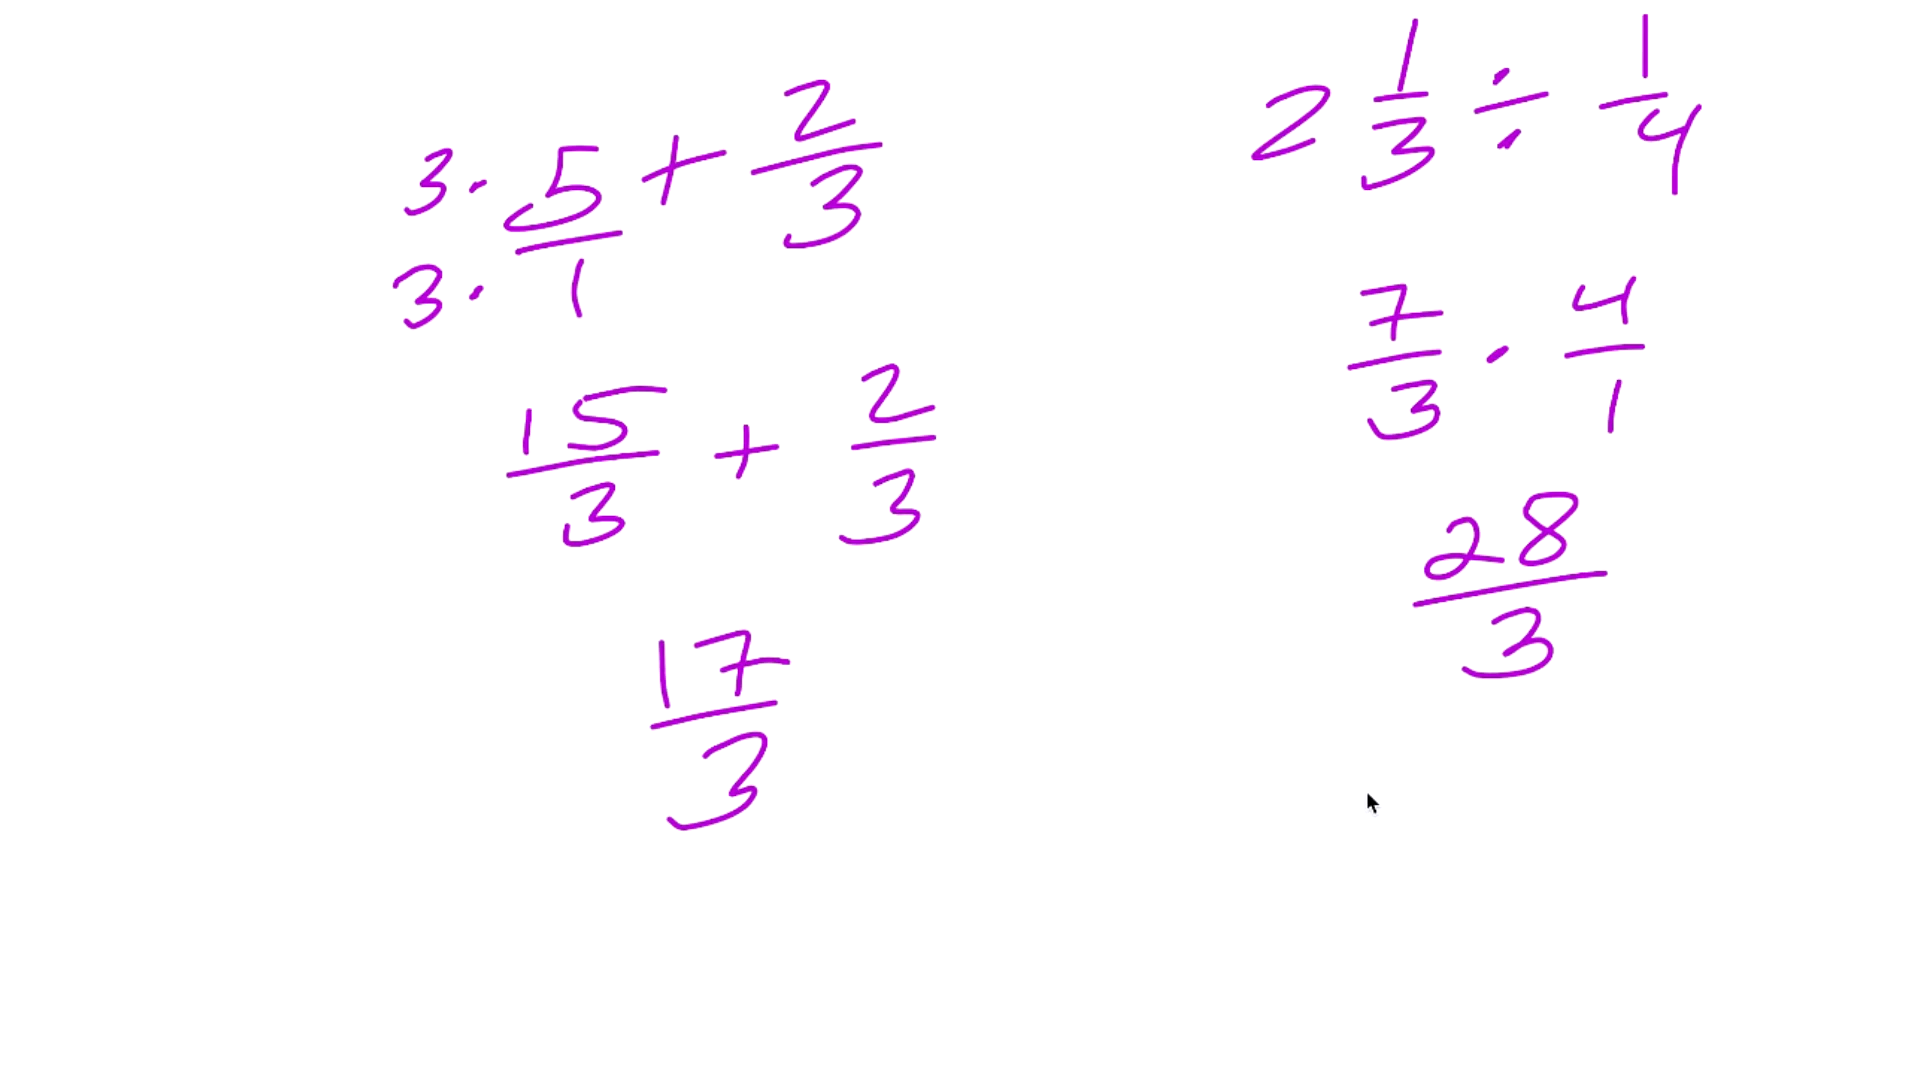 3 · 5/1 + 2/3
3 ·
15/3 + 2/3
17/3
2 1/3 ÷ 1/4
7/3 · 4/1
28/3